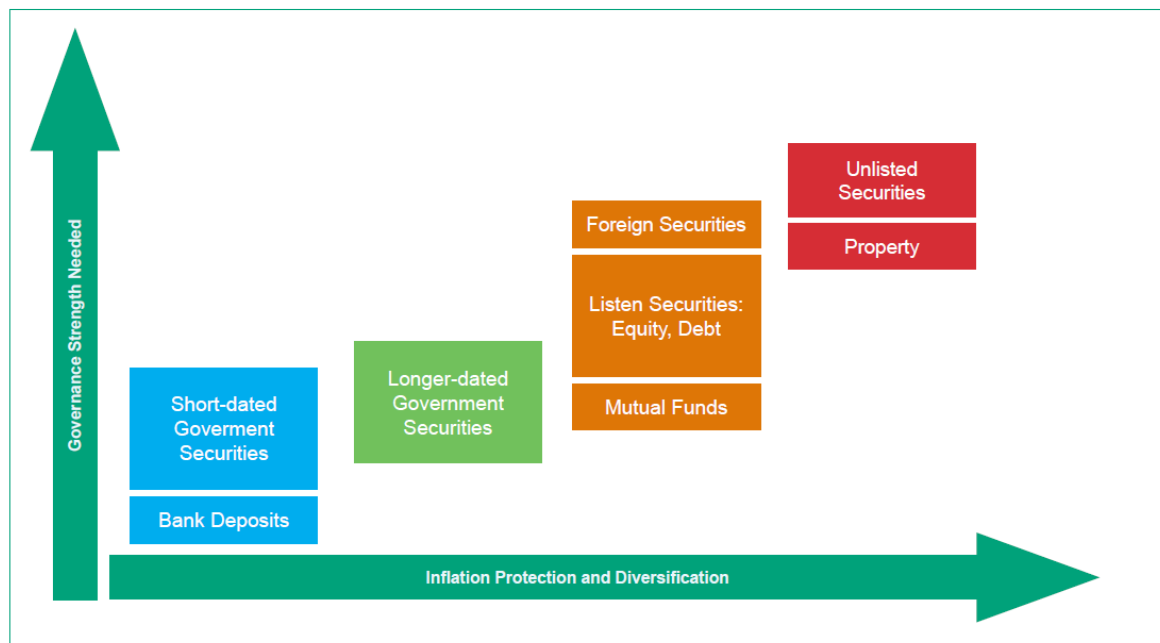 Governance Strength Needed
Short-dated
Goverment
Securities
Bank Deposits
Longer-dated
Government
Securities
Foreign Securities
Listen Securities:
Equity, Debt
Mutual Funds
Unlisted
Securities
Property
Inflation Protection and Diversification